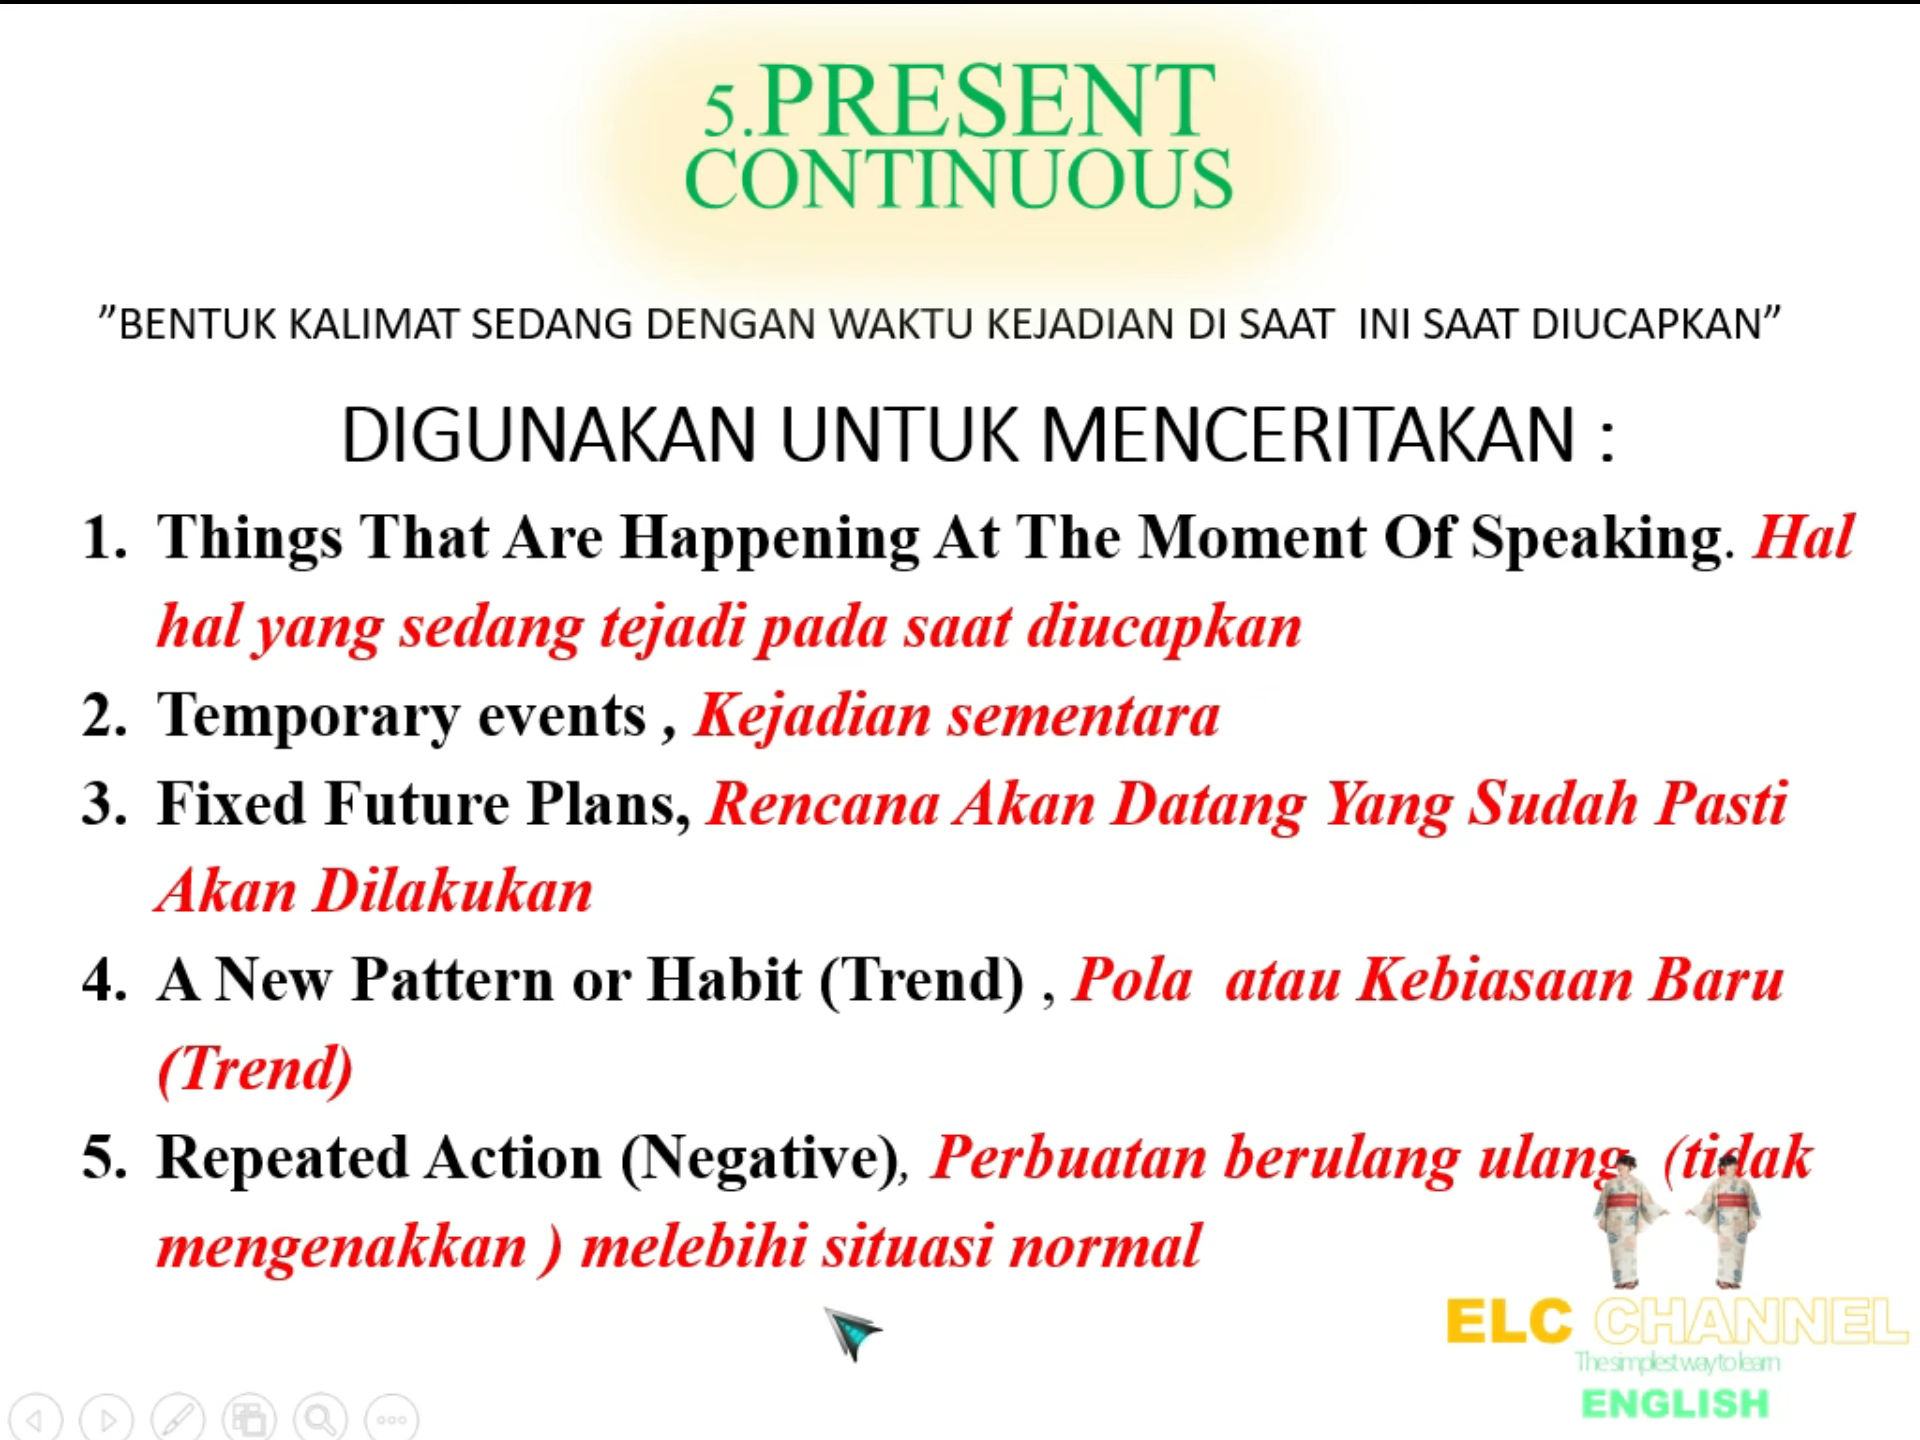 5.PRESENT
CONTINUOUS
”BENTUK KALIMAT SEDANG DENGAN WAKTU KEJADIAN DI SAAT INI SAAT DIUCAPKAN”
DIGUNAKAN UNTUK MENCERITAKAN :
1. Things That Are Happening At The Moment Of Speaking. Hal
hal yang sedang tejadi pada saat diucapkan
2. Temporary events , Kejadian sementara
3. Fixed Future Plans, Rencana Akan Datang Yang Sudah Pasti
Akan Dilakukan
4. A New Pattern or Habit (Trend) , Pola atau Kebiasaan Baru
(Trend)
5. Repeated Action (Negative), Perbuatan berulang ulang (tidak
mengenakkan ) melebihi situasi normal
ELC CHANNEL
The simplest way to learn
ENGLISH